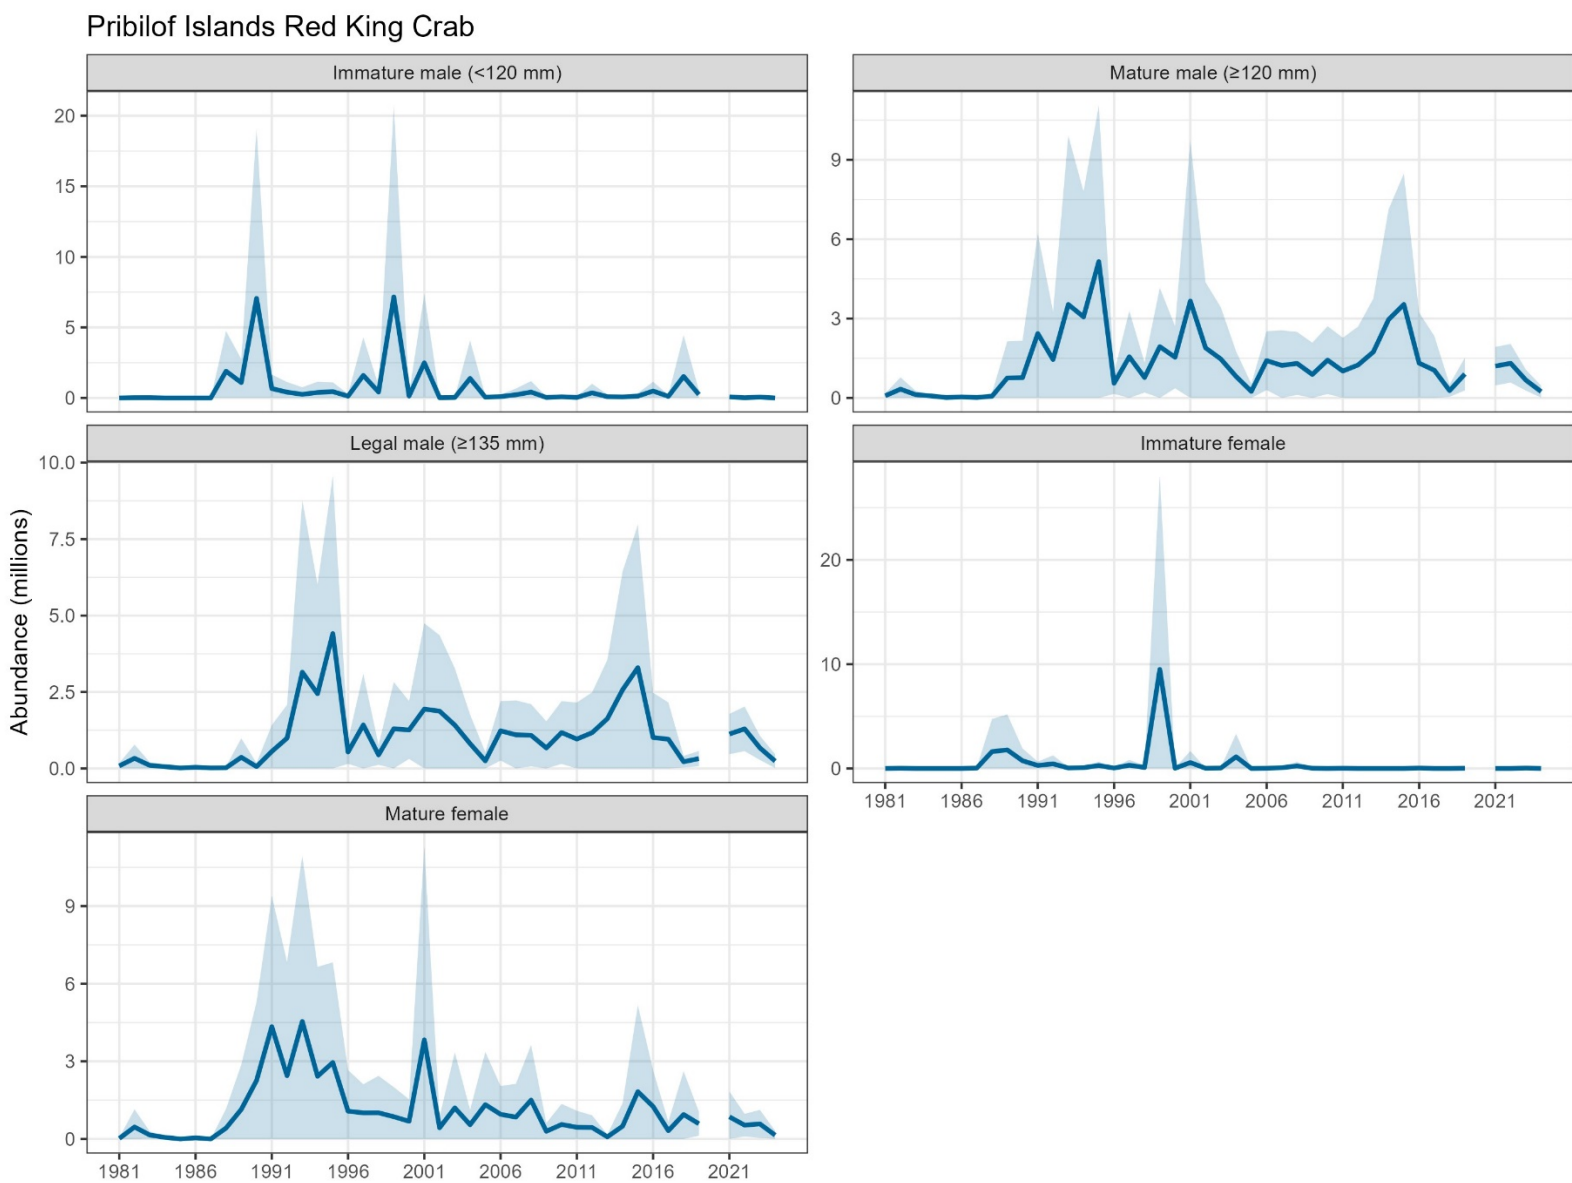 Pribilof Islands Red King Crab
Immature male (<120 mm)
Mature male (≥120 mm)
20
15
10
5
0
9
6
3
0
Legal male (≥135 mm)
Immature female
Abundance (millions)
10.0
7.5
5.0
2.5
0.0
20
10
0
1981 1986 1991 1996 2001 2006 2011 2016 2021
Mature female
9
6
3
0
1981 1986 1991 1996 2001 2006 2011 2016 2021